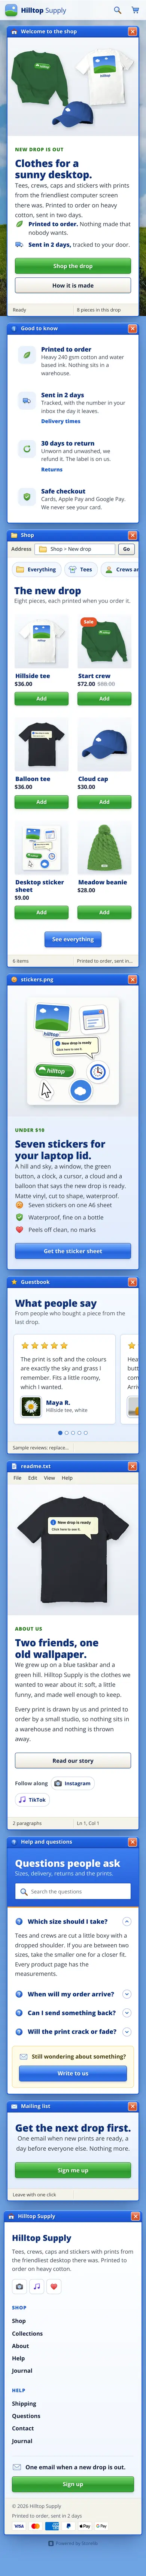 Hilltop Supply
Welcome to the shop
NEW DROP IS OUT
Clothes for a
sunny desktop.
Tees, crews, caps and stickers with prints
from the friendliest computer screen
there was. Printed to order on heavy
cotton, sent in two days.
Printed to order. Nothing made that
nobody wants.
Sent in 2 days, tracked to your door.
Shop the drop
How it is made
Ready
8 pieces in this drop
Good to know
Printed to order
Heavy 240 gsm cotton and water
based ink. Nothing sits in a
warehouse.
Sent in 2 days
Tracked, with the number in your
inbox the day it leaves.
Delivery times
30 days to return
Unworn and unwashed, we
refund it. The label is on us.
Returns
Safe checkout
Cards, Apple Pay and Google Pay.
We never see your card.
Shop
Address
Shop > New drop
Go
Everything
Tees
Crews an
The new drop
Eight pieces, each printed when you order it.
Sale
Hillside tee
$36.00
Add
Start crew
$72.00 $88.00
Add
Balloon tee
$36.00
Add
Cloud cap
$30.00
Add
Desktop sticker
sheet
$9.00
Add
Meadow beanie
$28.00
Add
See everything
6 items
Printed to order, sent in...
stickers.png
New drop is ready
Click here to see it.
hilltop
UNDER $10
Seven stickers for
your laptop lid.
A hill and sky, a window, the green
button, a clock, a cursor, a cloud and a
balloon that says the new drop is ready.
Matte vinyl, cut to shape, waterproof.
Seven stickers on one A6 sheet
Waterproof, fine on a bottle
Peels off clean, no marks
Get the sticker sheet
Guestbook
What people say
From people who bought a piece from the
last drop.
The print is soft and the colours
are exactly the sky and grass I
remember. Fits a little roomy,
which I wanted.
Maya R.
Hillside tee, white
Sample reviews: replace...
readme.txt
File Edit View Help
New drop is ready
Click here to see it.
ABOUT US
Two friends, one
old wallpaper.
We grew up on a blue taskbar and a
green hill. Hilltop Supply is the clothes we
wanted to wear about it: soft, a little
funny, and made well enough to keep.
Every print is drawn by us and printed to
order by a small studio, so nothing sits in
a warehouse and nothing is thrown
away.
Read our story
Follow along
Instagram
TikTok
2 paragraphs
Ln 1, Col 1
Help and questions
Questions people ask
Sizes, delivery, returns and the prints.
Search the questions
Which size should I take?
Tees and crews are cut a little boxy with a
dropped shoulder. If you are between two
sizes, take the smaller one for a closer fit.
Every product page has the
measurements.
When will my order arrive?
Can I send something back?
Will the print crack or fade?
Still wondering about something?
Write to us
Mailing list
Get the next drop first.
One email when new prints are ready, a
day before everyone else. Nothing more.
Sign me up
Leave with one click
Hilltop Supply
Hilltop Supply
Tees, crews, caps and stickers with prints from
the friendliest desktop there was. Printed to
order on heavy cotton.
SHOP
Shop
Collections
About
Help
Journal
HELP
Shipping
Questions
Contact
Journal
One email when a new drop is out.
Sign up
© 2026 Hilltop Supply
Printed to order, sent in 2 days
VISA
Pay
G Pay